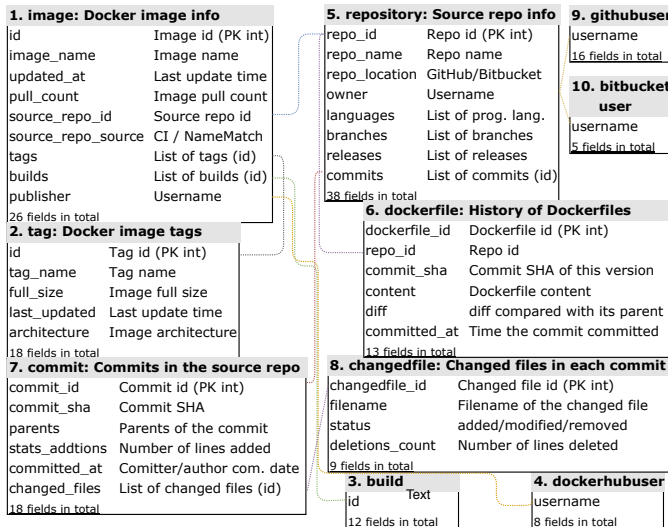 1. image: Docker image info
id Image id (PK int)
image_name Image name
updated_at Last update time
pull_count Image pull count
source_repo_id Source repo id
source_repo_source CI / NameMatch
tags List of tags (id)
builds List of builds (id)
publisher Username
26 fields in total
2. tag: Docker image tags
id Tag id (PK int)
tag_name Tag name
full_size Image full size
last_updated Last update time
architecture Image architecture
18 fields in total
7. commit: Commits in the source repo
commit_id Commit id (PK int)
commit_sha Commit SHA
parents Parents of the commit
stats_addtions Number of lines added
committed_at Comitter/author com. date
changed_files List of changed files (id)
18 fields in total
5. repository: Source repo info
repo_id Repo id (PK int)
repo_name Repo name
repo_location GitHub/Bitbucket
owner Username
languages List of prog. lang.
branches List of branches
releases List of releases
commits List of commits (id)
38 fields in total
9. githubuser
username
16 fields in total
10. bitbucket
user
username
5 fields in total
6. dockerfile: History of Dockerfiles
dockerfile_id Dockerfile id (PK int)
repo_id Repo id
commit_sha Commit SHA of this version
content Dockerfile content
diff diff compared with its parent
committed_at Time the commit committed
13 fields in total
8. changedfile: Changed files in each commit
changedfile_id Changed file id (PK int)
filename Filename of the changed file
status added/modified/removed
deletions_count Number of lines deleted
9 fields in total
3. build
id Text
12 fields in total
4. dockerhubuser
username
8 fields in total